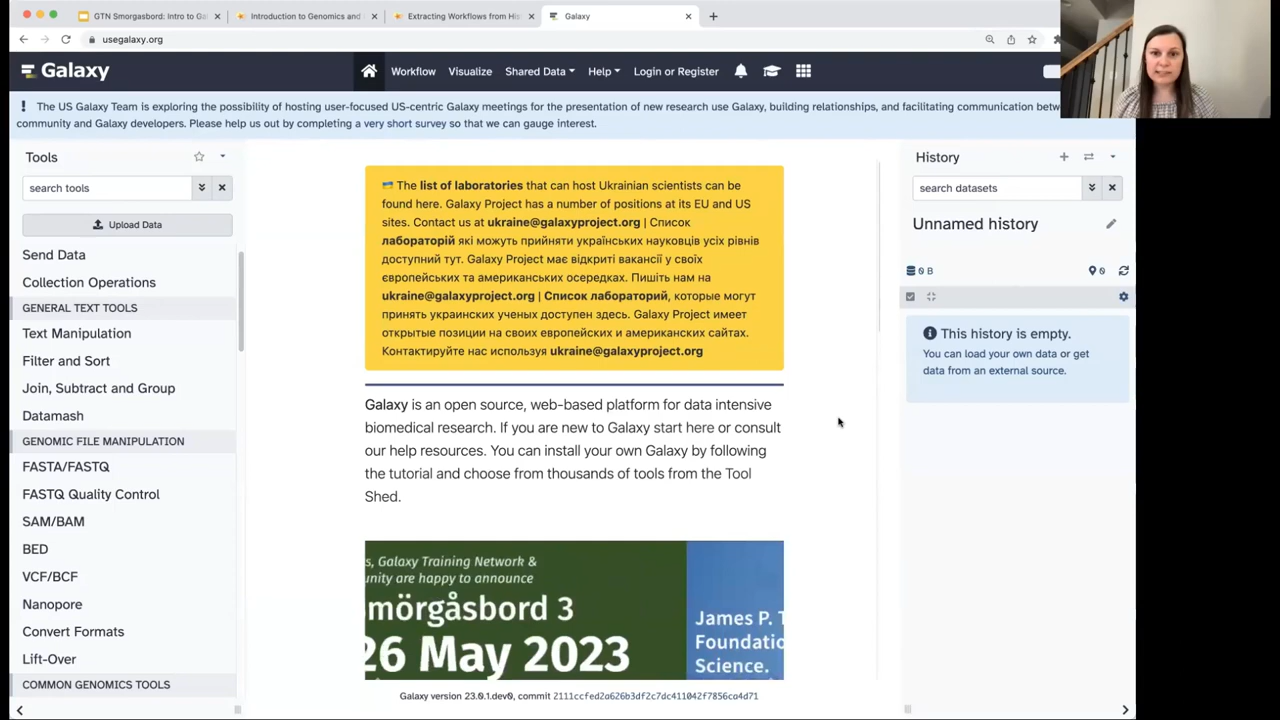 GTN Smorgasbord: Intro to Ga
Introduction to Genomics and
Extracting Workflows from His
Galaxy
usegalaxy.org
Galaxy
Workflow
Visualize
Shared Data
Help
Login or Register
The US Galaxy Team is exploring the possibility of hosting user-focused US-centric Galaxy meetings for the presentation of new research use Galaxy, building relationships, and facilitating communication betw
community and Galaxy developers. Please help us out by completing a very short survey so that we can gauge interest.
Tools
search tools
Upload Data
Send Data
Collection Operations
GENERAL TEXT TOOLS
Text Manipulation
Filter and Sort
Join, Subtract and Group
Datamash
GENOMIC FILE MANIPULATION
FASTA/FASTQ
FASTQ Quality Control
SAM/BAM
BED
VCF/BCF
Nanopore
Convert Formats
Lift-Over
COMMON GENOMICS TOOLS
The list of laboratories that can host Ukrainian scientists can be
found here. Galaxy Project has a number of positions at its EU and US
sites. Contact us at ukraine@galaxyproject.org | Список
лабораторій які можуть прийняти українських науковців усіх рівнів
доступний тут. Galaxy Project має відкриті вакансії у своїх
європейських та американських осередках. Пишіть нам на
ukraine@galaxyproject.org | Список лабораторий, которые могут
принять украинских ученых доступен здесь. Galaxy Project имеет
открытые позиции на своих европейских и американских сайтах.
Контактируйте нас используя ukraine@galaxyproject.org
Galaxy is an open source, web-based platform for data intensive
biomedical research. If you are new to Galaxy start here or consult
our help resources. You can install your own Galaxy by following
the tutorial and choose from thousands of tools from the Tool
Shed.
s, Galaxy Training Network &
unity are happy to announce
mörgåsbord 3
26 May 2023
James P. T
Foundatio
Science.
Galaxy version 23.0.1.dev0, commit 2111ccfed2a626b3df2c7dc411042f7856ca4d71
History
search datasets
Unnamed history
0 B
0
This history is empty.
You can load your own data or get
data from an external source.